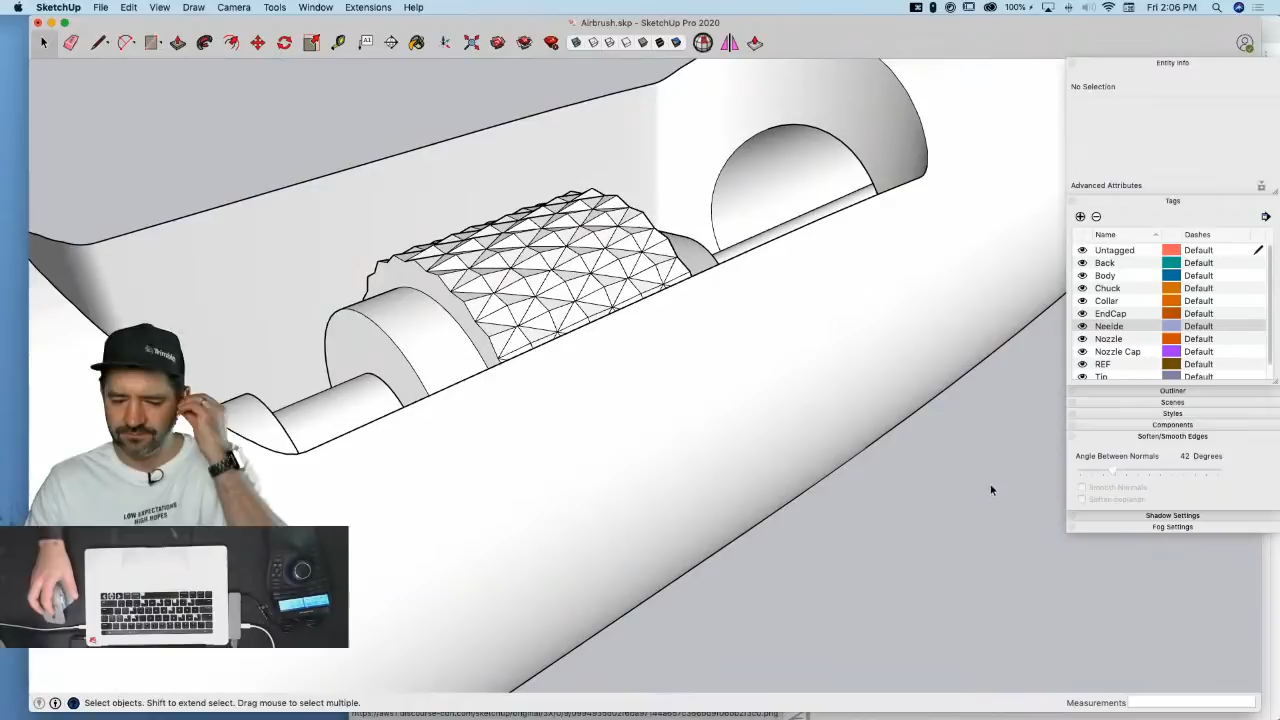 SketchUp File Edit View Draw Camera Tools Window Extensions Help 100% Fri 2:06 PM
Airbrush.skp - SketchUp Pro 2020
Entity Info
No Selection
Advanced Attributes
Tags
Name Dashes
Untagged Default
Back Default
Body Default
Chuck Default
Collar Default
EndCap Default
Neelde Default
Nozzle Default
Nozzle Cap Default
REF Default
Tip Default
Outliner
Scenes
Styles
Components
Soften/Smooth Edges
Angle Between Normals 42 Degrees
Smooth Normals
Soften coplanar
Shadow Settings
Fog Settings
Trimble
LOW EXPECTATIONS
HIGH HOPES
Select objects. Shift to extend select. Drag mouse to select multiple. Measurements